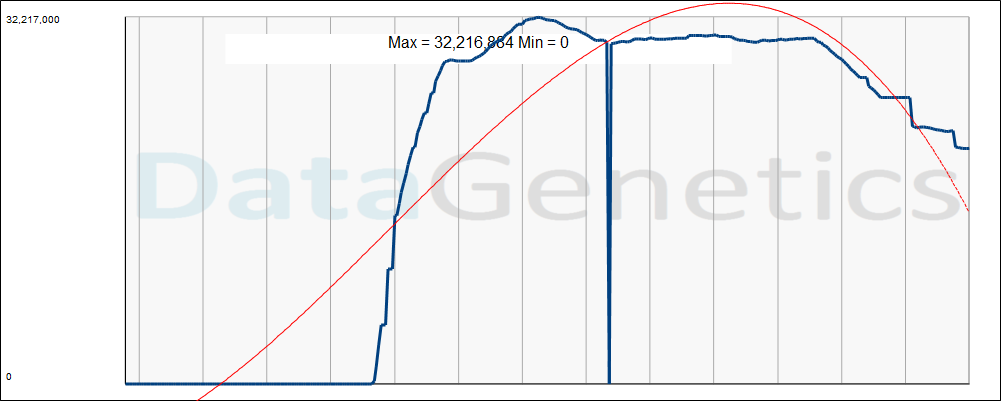 32,217,000
Max = 32,216,884 Min = 0
DataGenetics
0